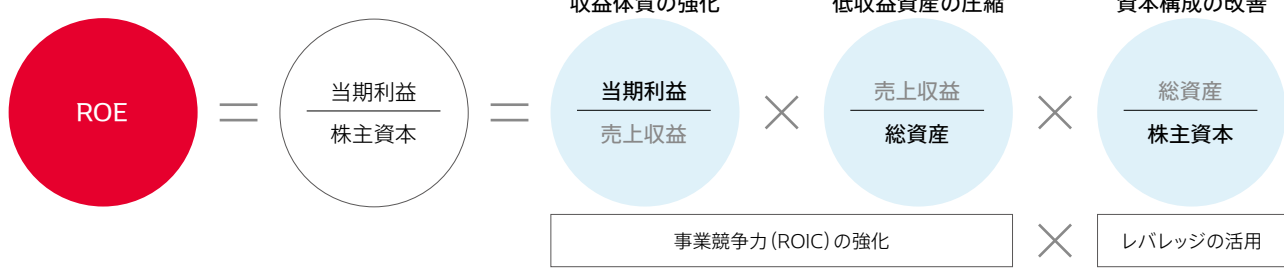 収益体質の強化 低収益資産の圧縮 資本構成の改善
ROE = 当期利益 = 当期利益 × 売上収益 × 総資産
株主資本 売上収益 総資産 株主資本
事業競争力(ROIC)の強化 × レバレッジの活用